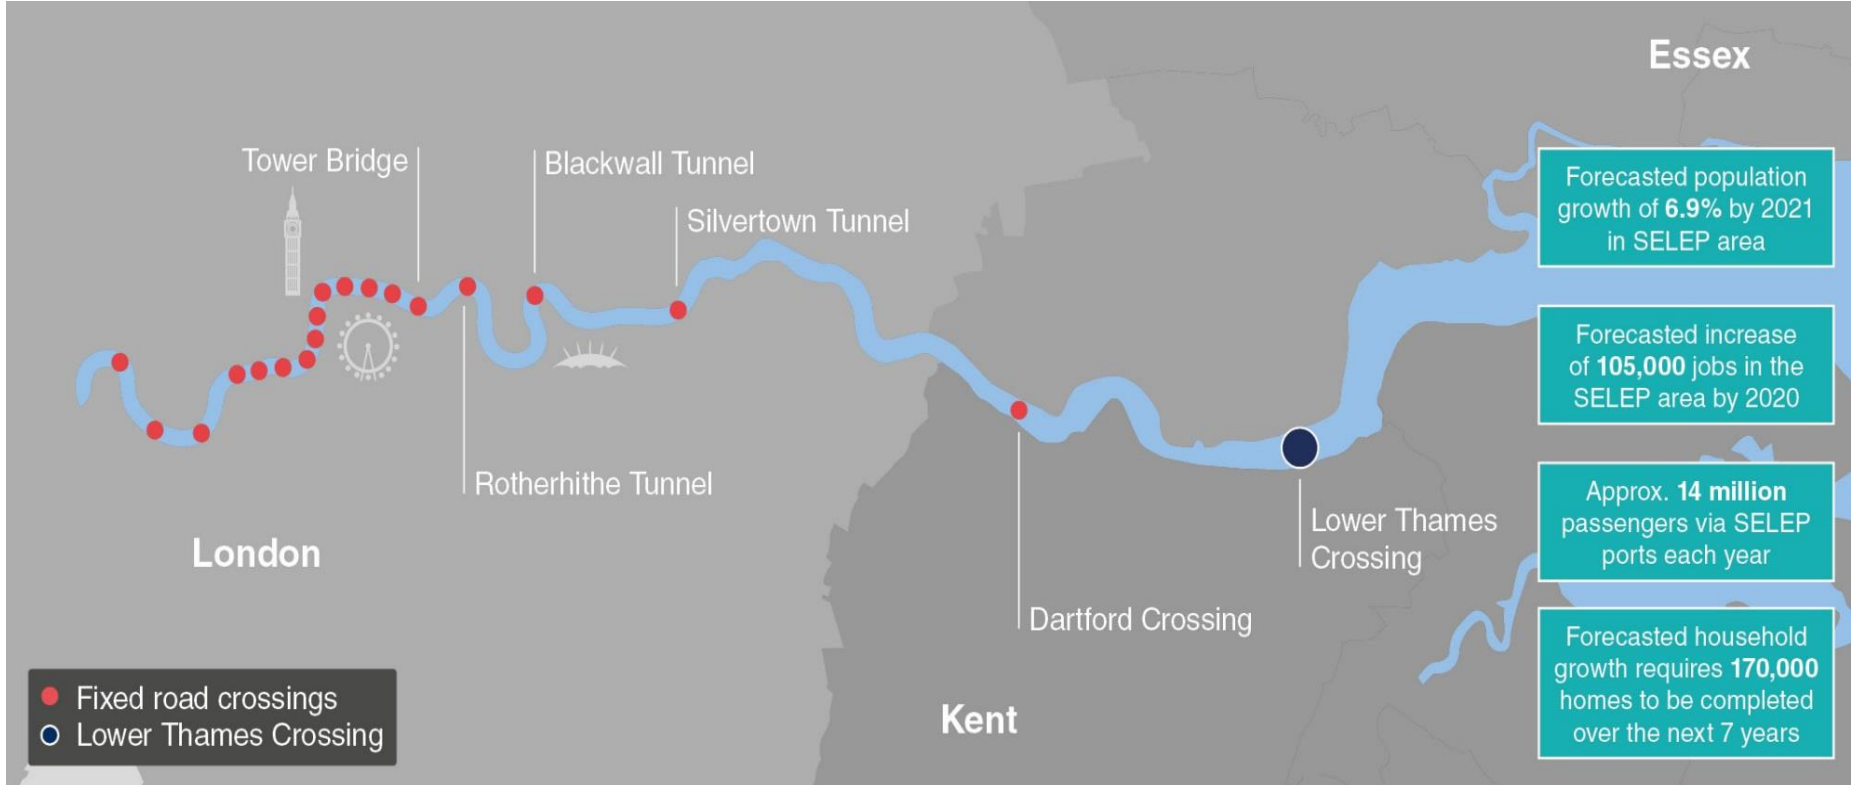 Essex
Tower Bridge
Blackwall Tunnel
Silvertown Tunnel
Forecasted population
growth of 6.9% by 2021
in SELEP area
Forecasted increase
of 105,000 jobs in the
SELEP area by 2020
Rotherhithe Tunnel
Approx. 14 million
passengers via SELEP
ports each year
Lower Thames
Crossing
London
Dartford Crossing
Forecasted household
growth requires 170,000
homes to be completed
over the next 7 years
Kent
Fixed road crossings
Lower Thames Crossing